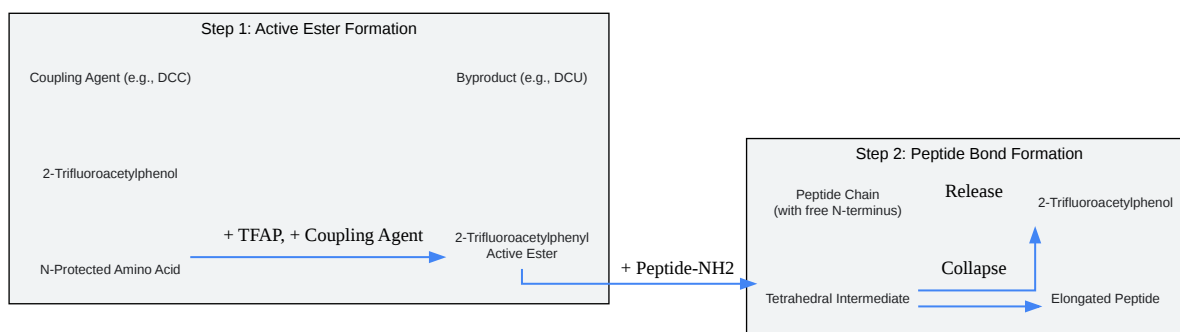 Step 1: Active Ester Formation
Coupling Agent (e.g., DCC)
Byproduct (e.g., DCU)
2-Trifluoroacetylphenol
+ TFAP, + Coupling Agent
2-Trifluoroacetylphenyl
Active Ester
N-Protected Amino Acid
+ Peptide-NH2
Step 2: Peptide Bond Formation
Peptide Chain
(with free N-terminus)
Release
2-Trifluoroacetylphenol
Collapse
Tetrahedral Intermediate
Elongated Peptide